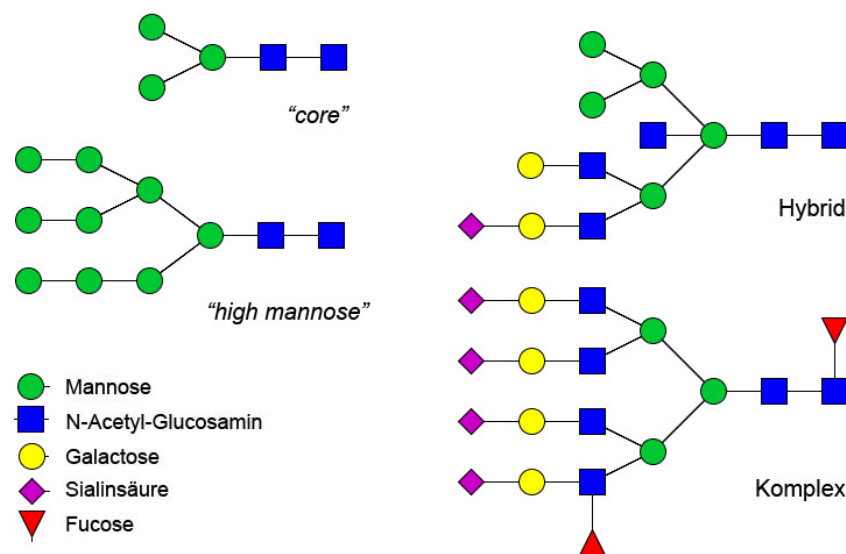 “core”
“high mannose”
Hybrid
Komplex
Mannose
N-Acetyl-Glucosamin
Galactose
Sialinsäure
Fucose